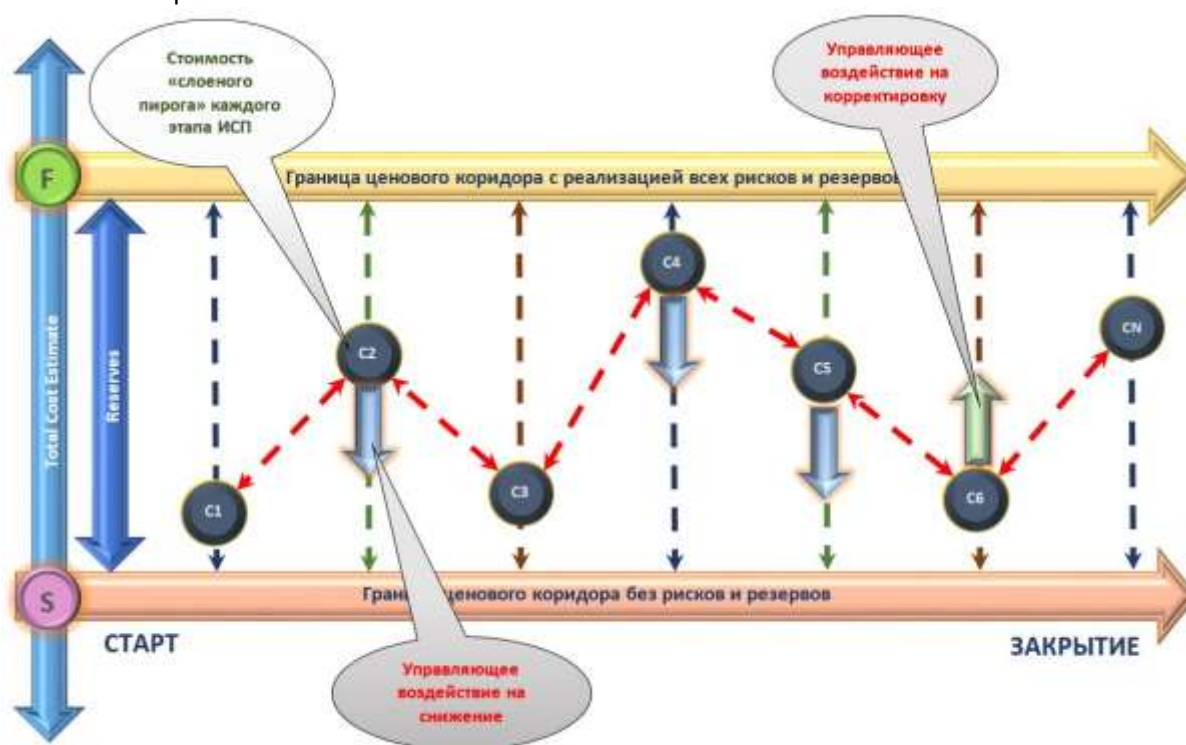 Стоимость
«слоеного
пирога» каждого
этапа ИСП
Управляющее
воздействие на
корректировку
F
Граница ценового коридора с реализацией всех рисков и резервов
Total Cost Estimate
Reserves
C1
C2
C3
C4
C5
C6
CN
S
ценового коридора без рисков и резервов
СТАРТ
ЗАКРЫТИЕ
Управляющее
воздействие на
снижение